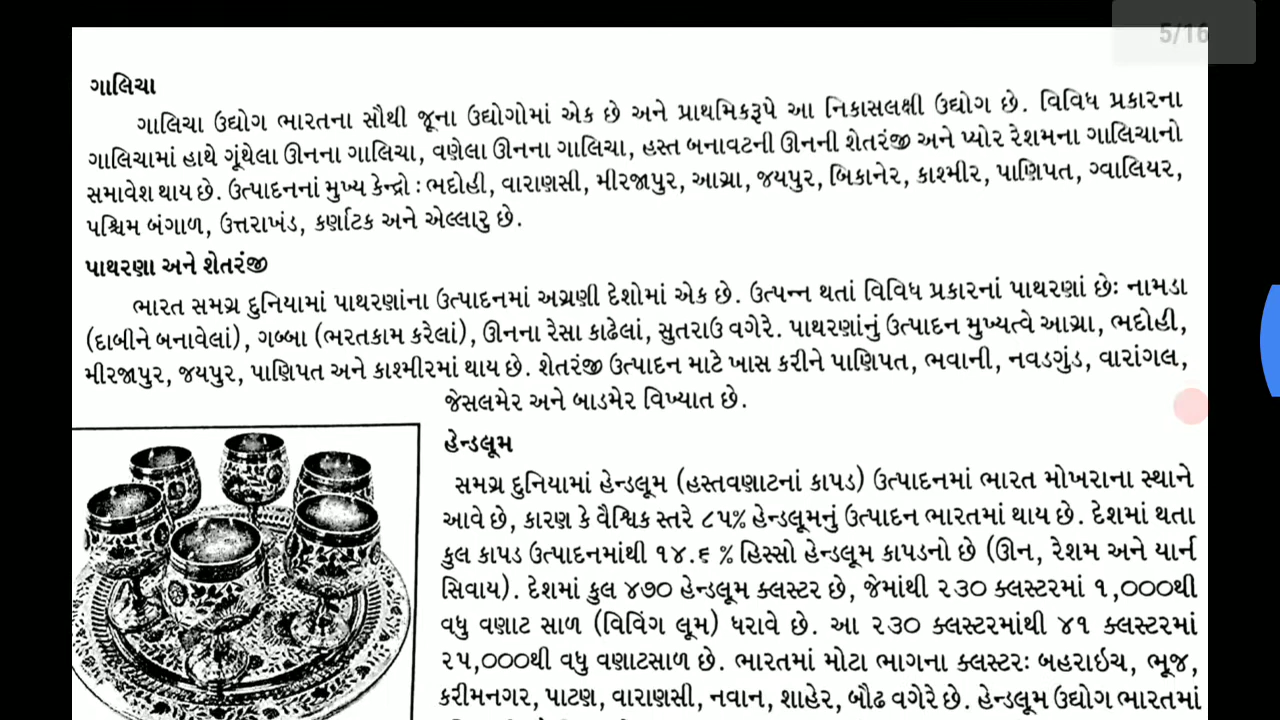 5/16
ગાલિચા
ગાલિચા ઉદ્યોગ ભારતના સૌથી જૂના ઉદ્યોગોમાં એક છે અને પ્રાથમિકરૂપે આ નિકાસલક્ષી ઉદ્યોગ છે. વિવિધ પ્રકારના
ગાલિચામાં હાથે ગૂંથેલા ઊનના ગાલિચા, વણેલા ઊનના ગાલિચા, હસ્ત બનાવટની ઊનની શેતરંજી અને પ્યોર રેશમના ગાલિચાનો
સમાવેશ થાય છે. ઉત્પાદનનાં મુખ્ય કેન્દ્રો : ભદોહી, વારાણસી, મીરજાપુર, આગ્રા, જયપુર, બિકાનેર, કાશ્મીર, પાણિપત, ગ્વાલિયર,
પશ્ચિમ બંગાળ, ઉત્તરાખંડ, કર્ણાટક અને એલ્લારુ છે.
પાથરણા અને શેતરંજી
ભારત સમગ્ર દુનિયામાં પાથરણાંના ઉત્પાદનમાં અગ્રણી દેશોમાં એક છે. ઉત્પન્ન થતાં વિવિધ પ્રકારનાં પાથરણાં છેઃ નામડા
(દાબીને બનાવેલાં), ગબ્બા (ભરતકામ કરેલાં), ઊનના રેસા કાઢેલાં, સુતરાઉ વગેરે. પાથરણાંનું ઉત્પાદન મુખ્યત્વે આગ્રા, ભદોહી,
મીરજાપુર, જયપુર, પાણિપત અને કાશ્મીરમાં થાય છે. શેતરંજી ઉત્પાદન માટે ખાસ કરીને પાણિપત, ભવાની, નવડગુંડ, વારાંગલ,
જેસલમેર અને બાડમેર વિખ્યાત છે.
હેન્ડલૂમ
સમગ્ર દુનિયામાં હેન્ડલૂમ (હસ્તવણાટનાં કાપડ) ઉત્પાદનમાં ભારત મોખરાના સ્થાને
આવે છે, કારણ કે વૈશ્વિક સ્તરે ૮૫% હેન્ડલૂમનું ઉત્પાદન ભારતમાં થાય છે. દેશમાં થતા
કુલ કાપડ ઉત્પાદનમાંથી ૧૪.૬ % હિસ્સો હેન્ડલૂમ કાપડનો છે (ઊન, રેશમ અને યાર્ન
સિવાય). દેશમાં કુલ ૪૭૦ હેન્ડલૂમ ક્લસ્ટર છે, જેમાંથી ૨૩૦ ક્લસ્ટરમાં ૧,૦૦૦થી
વધુ વણાટ સાળ (વિવિંગ લૂમ) ધરાવે છે. આ ૨૩૦ ક્લસ્ટરમાંથી ૪૧ ક્લસ્ટરમાં
૨૫,૦૦૦થી વધુ વણાટસાળ છે. ભારતમાં મોટા ભાગના ક્લસ્ટરઃ બહરાઇચ, ભૂજ,
કરીમનગર, પાટણ, વારાણસી, નવાન, શાહેર, બૌઢ વગેરે છે. હેન્ડલૂમ ઉદ્યોગ ભારતમાં